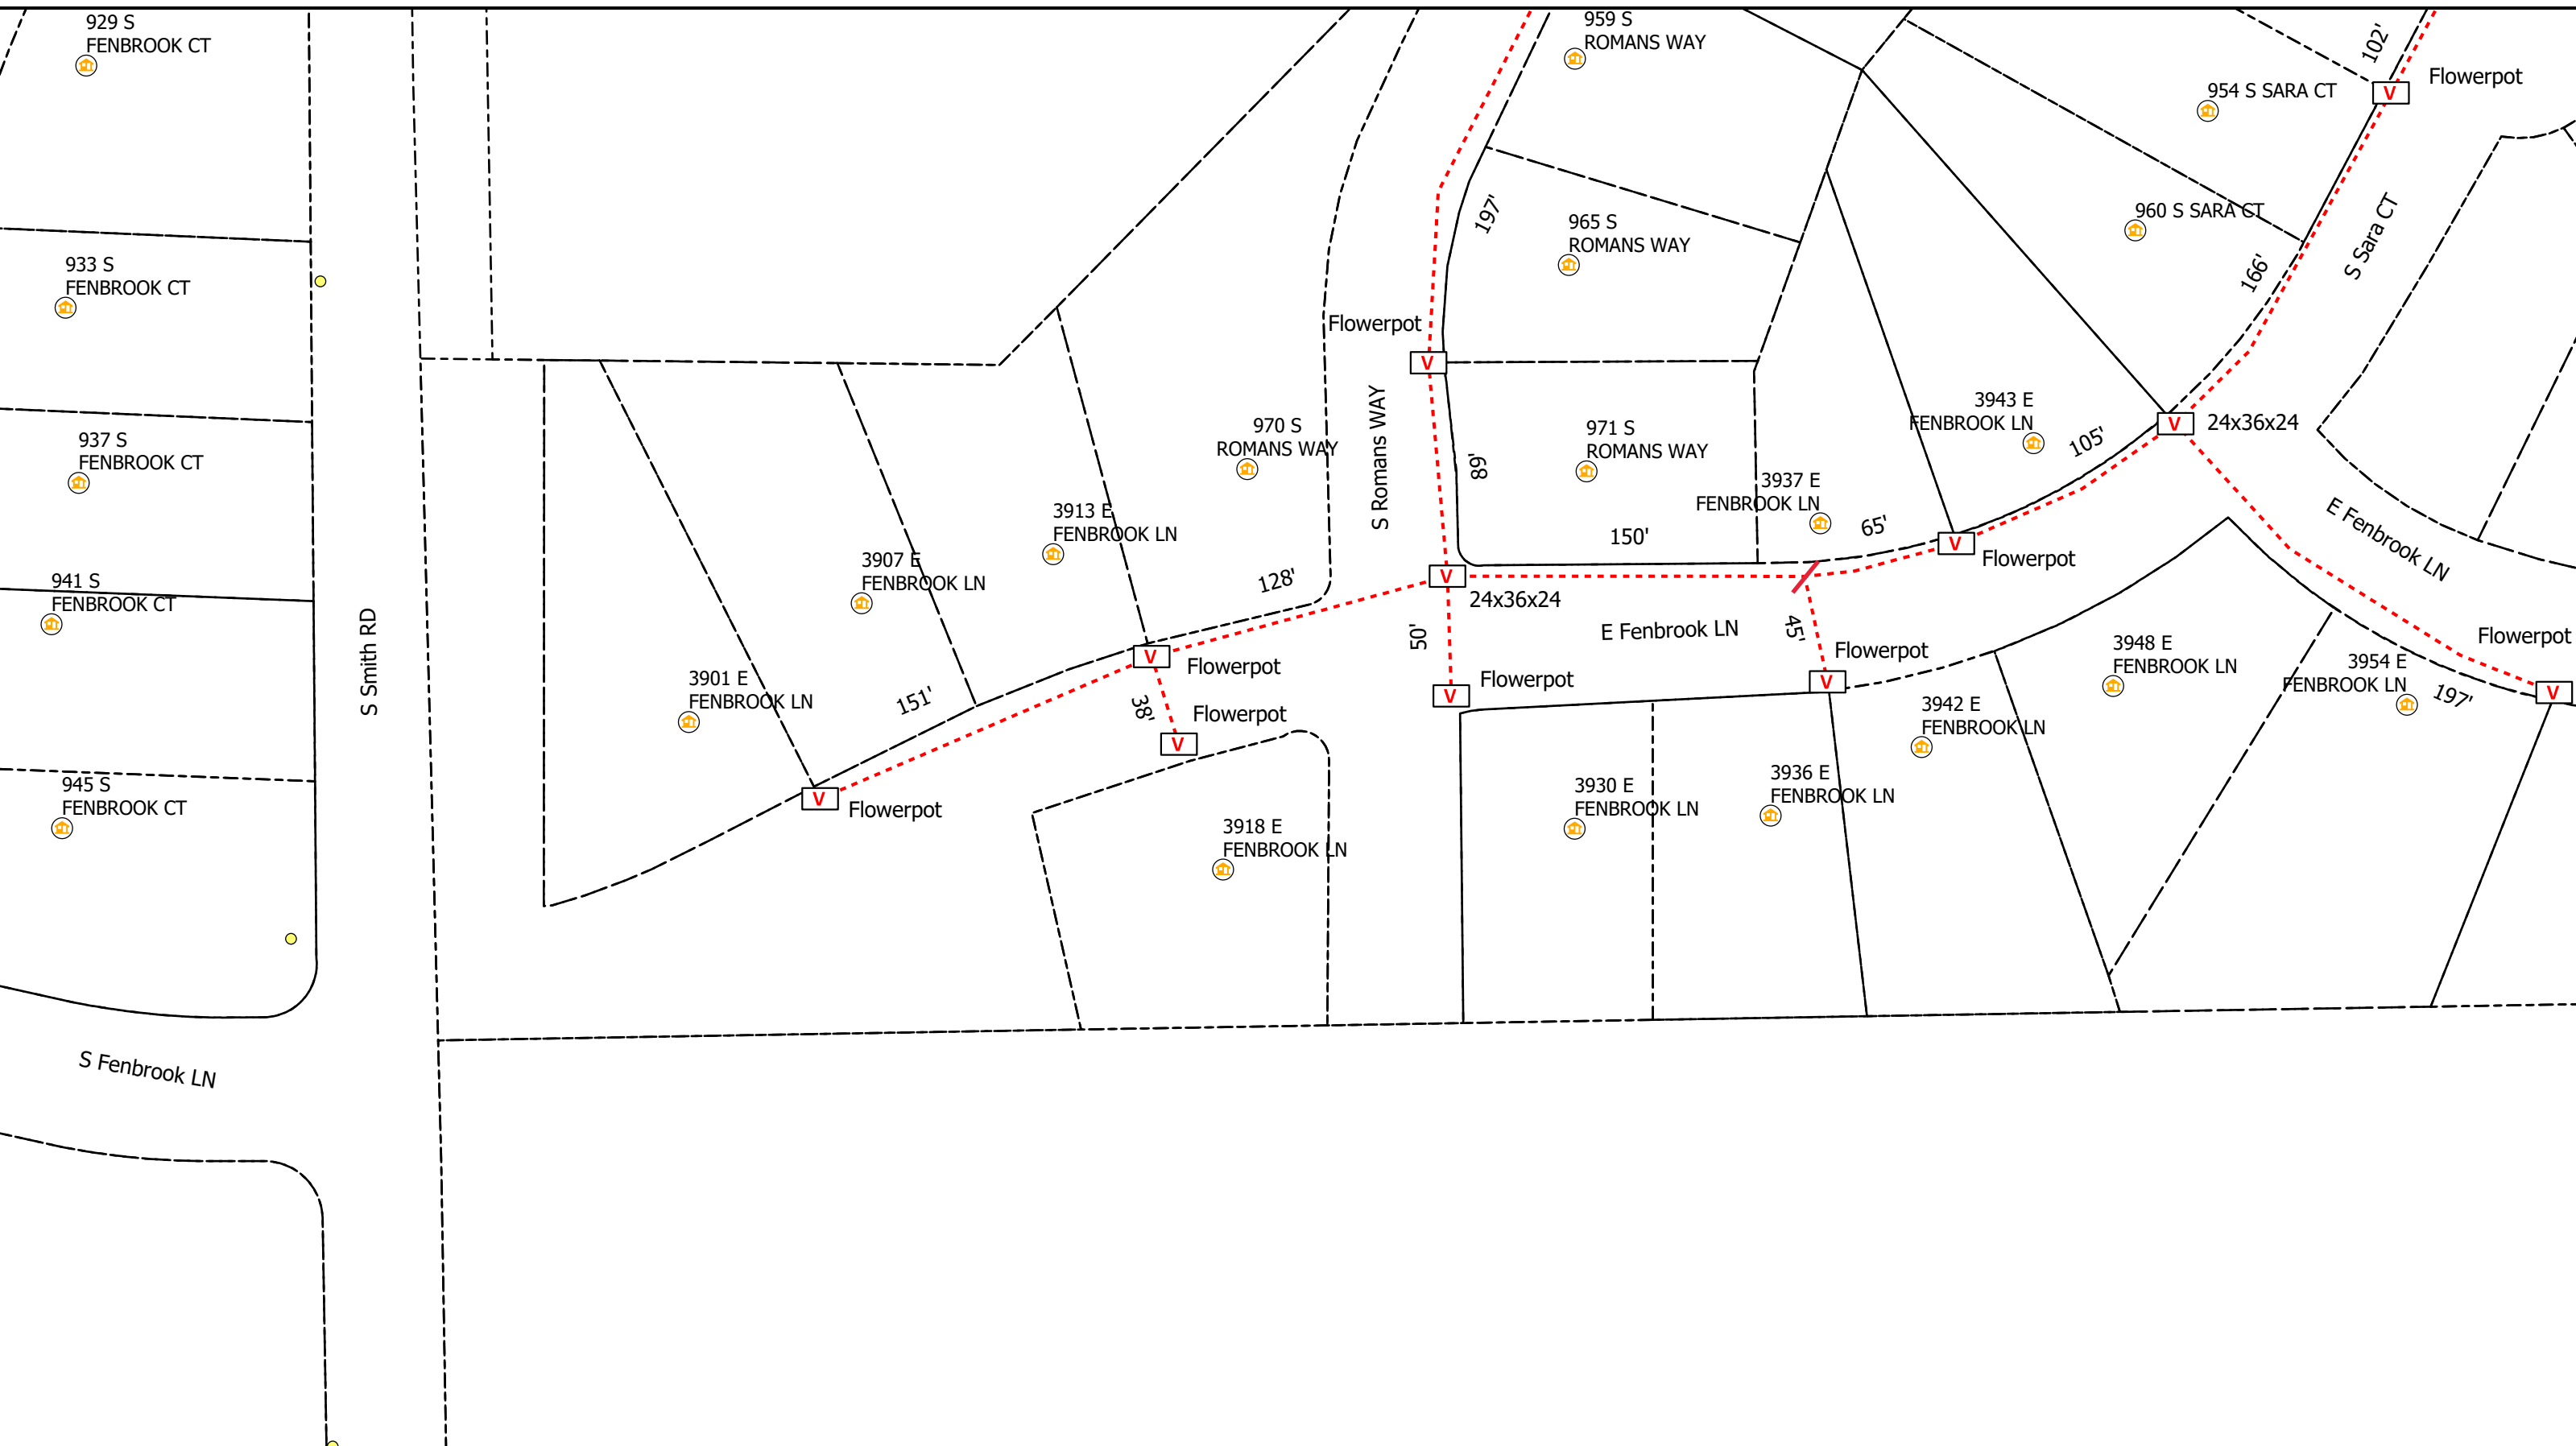 929 S
FENBROOK CT
959 S
ROMANS WAY
102'
Flowerpot
V
954 S SARA CT
965 S
ROMANS WAY
197'
960 S SARA CT
S Sara CT
166'
933 S
FENBROOK CT
Flowerpot
V
937 S
FENBROOK CT
970 S
ROMANS WAY
S Romans WAY
89'
971 S
ROMANS WAY
3943 E
FENBROOK LN
105'
V
24x36x24
3937 E
FENBROOK LN
65'
150'
V
Flowerpot
E Fenbrook LN
3913 E
FENBROOK LN
3907 E
FENBROOK LN
128'
V
24x36x24
941 S
FENBROOK CT
S Smith RD
50'
E Fenbrook LN
45'
Flowerpot
V
3948 E
FENBROOK LN
3954 E
FENBROOK LN
197'
Flowerpot
V
V
Flowerpot
3901 E
FENBROOK LN
151'
38'
Flowerpot
V
V
Flowerpot
3942 E
FENBROOK LN
945 S
FENBROOK CT
V
Flowerpot
3918 E
FENBROOK LN
3930 E
FENBROOK LN
3936 E
FENBROOK LN
S Fenbrook LN